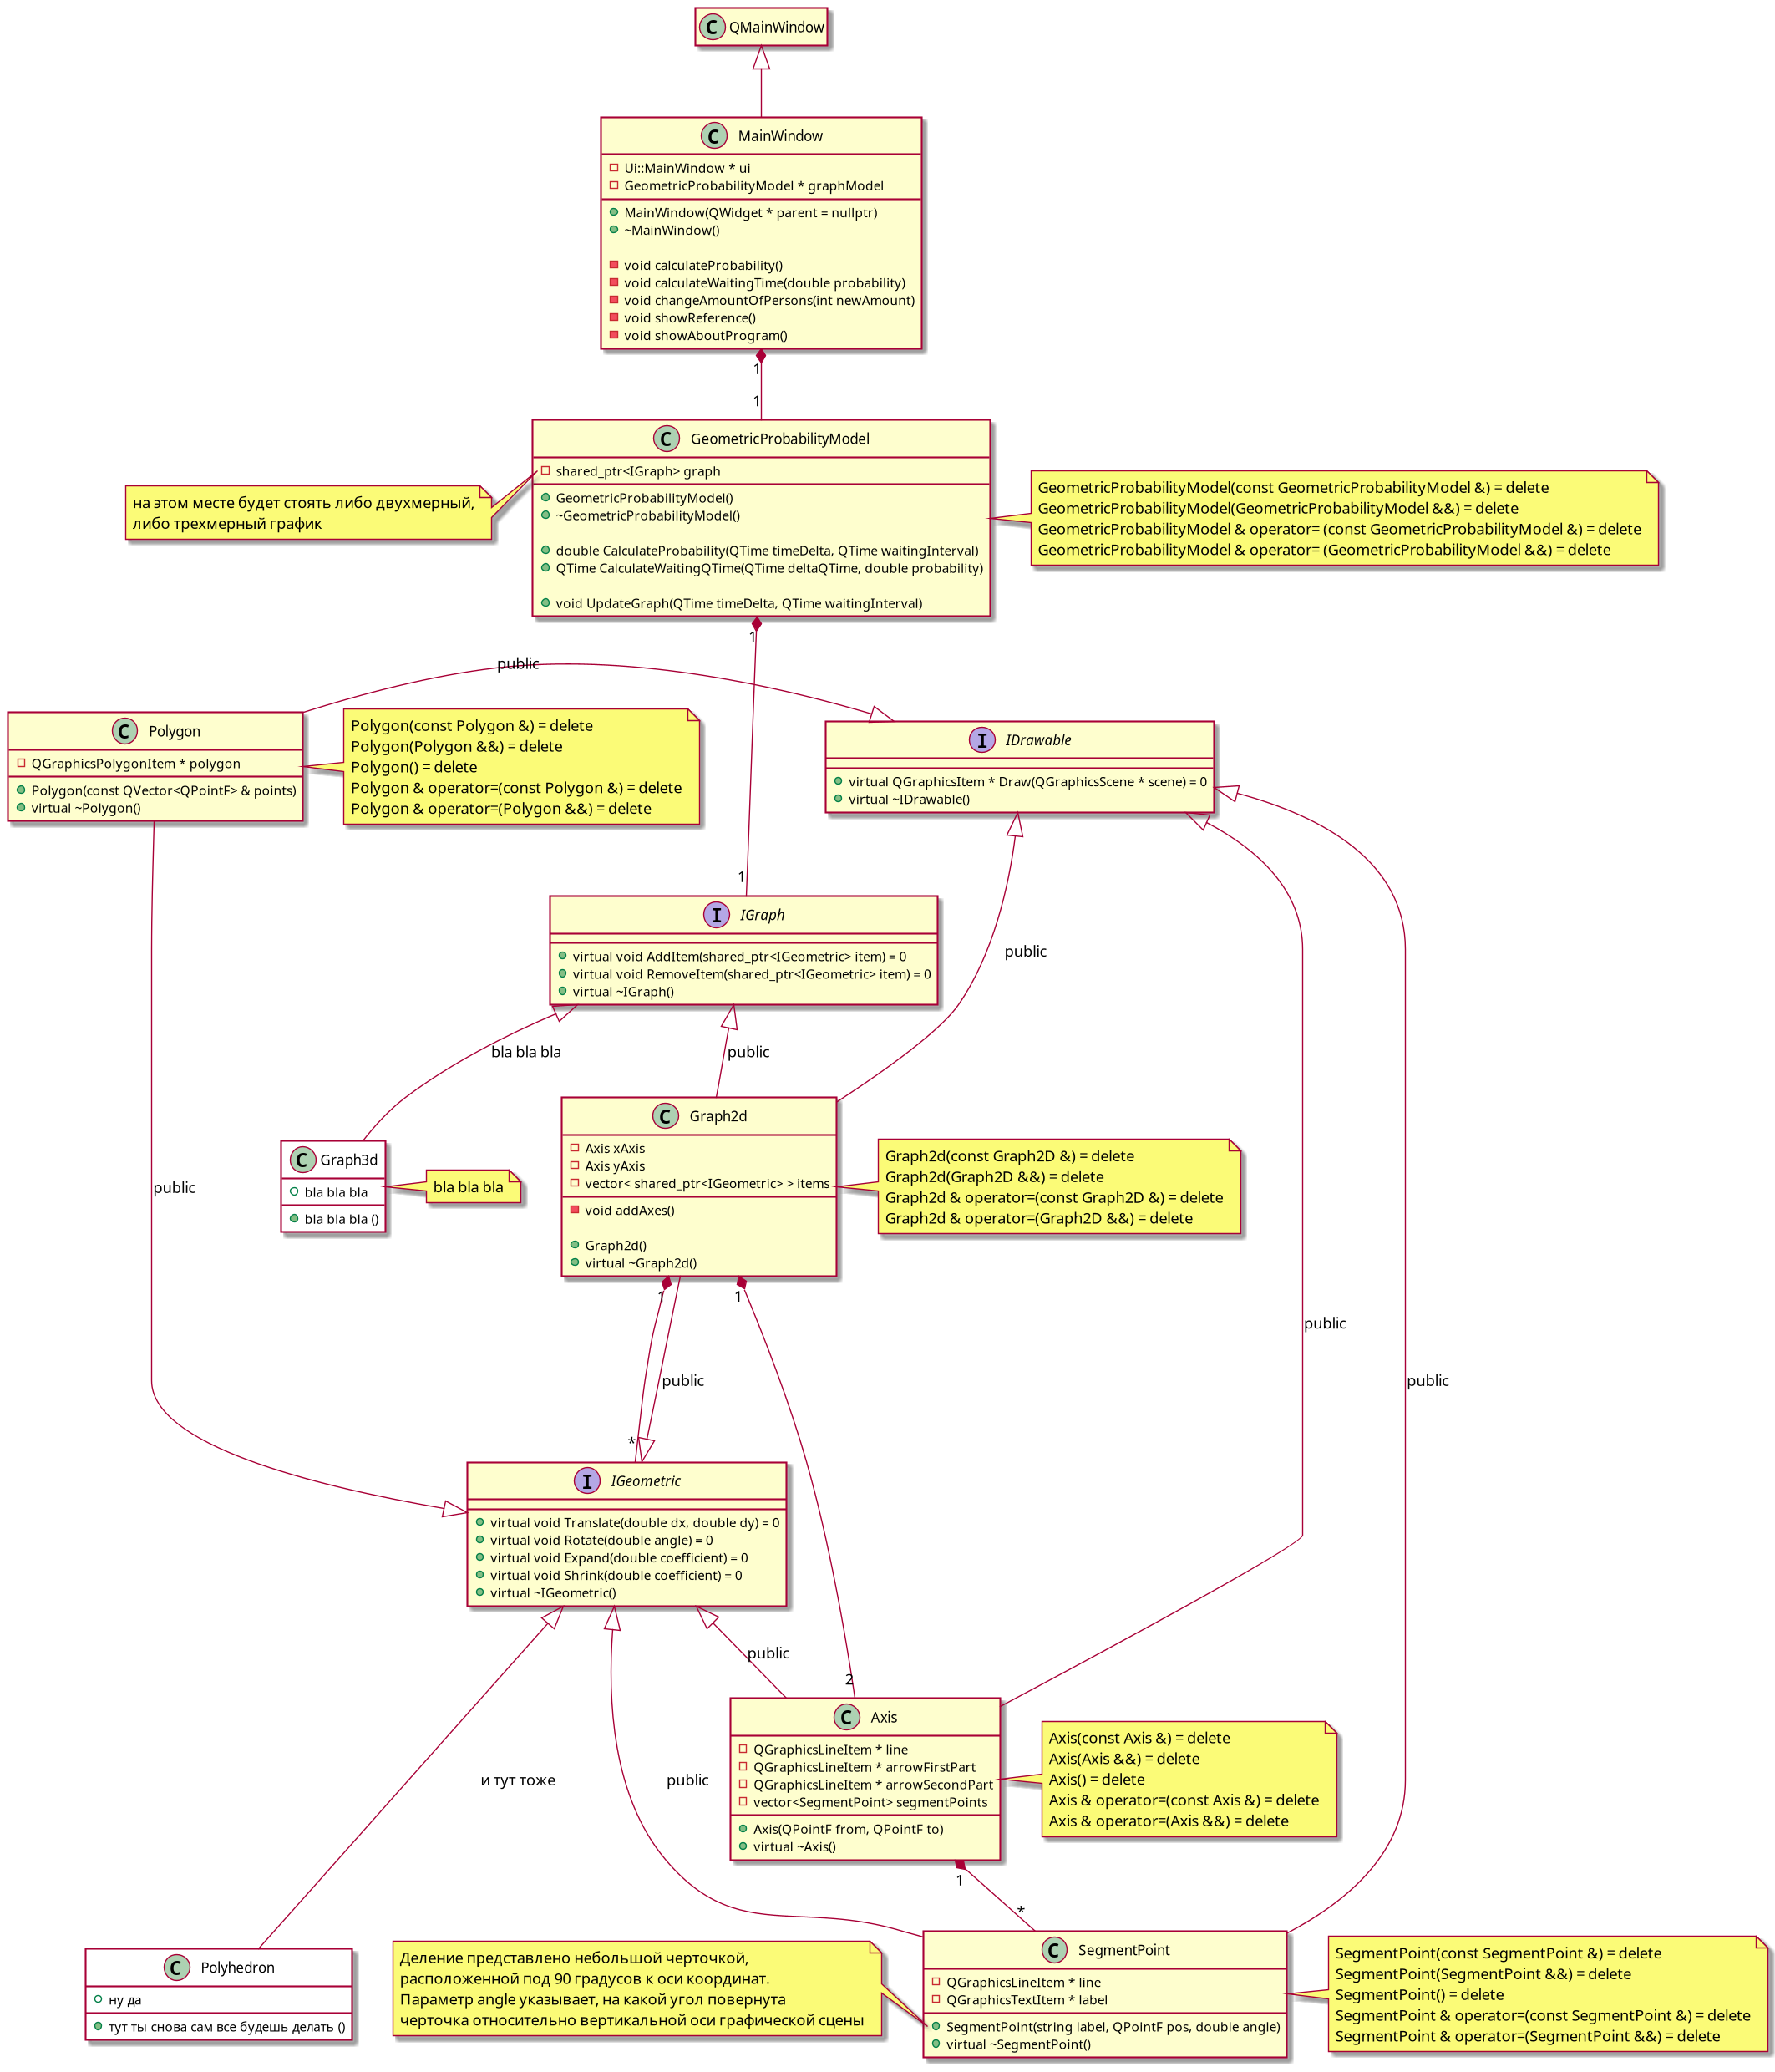 C QMainWindow
C MainWindow
Ui::MainWindow * ui
GeometricProbabilityModel * graphModel
MainWindow(QWidget * parent = nullptr)
~MainWindow()
void calculateProbability()
void calculateWaitingTime(double probability)
void changeAmountOfPersons(int newAmount)
void showReference()
void showAboutProgram()
1
1
C GeometricProbabilityModel
shared_ptr<IGraph> graph
GeometricProbabilityModel()
~GeometricProbabilityModel()
double CalculateProbability(QTime timeDelta, QTime waitingInterval)
QTime CalculateWaitingQTime(QTime deltaQTime, double probability)
void UpdateGraph(QTime timeDelta, QTime waitingInterval)
на этом месте будет стоять либо двухмерный,
либо трехмерный график
GeometricProbabilityModel(const GeometricProbabilityModel &) = delete
GeometricProbabilityModel(GeometricProbabilityModel &&) = delete
GeometricProbabilityModel & operator= (const GeometricProbabilityModel &) = delete
GeometricProbabilityModel & operator= (GeometricProbabilityModel &&) = delete
1
public
C Polygon
QGraphicsPolygonItem * polygon
Polygon(const QVector<QPointF> & points)
virtual ~Polygon()
Polygon(const Polygon &) = delete
Polygon(Polygon &&) = delete
Polygon() = delete
Polygon & operator=(const Polygon &) = delete
Polygon & operator=(Polygon &&) = delete
I IDrawable
virtual QGraphicsItem * Draw(QGraphicsScene * scene) = 0
virtual ~IDrawable()
1
I IGraph
virtual void AddItem(shared_ptr<IGeometric> item) = 0
virtual void RemoveItem(shared_ptr<IGeometric> item) = 0
virtual ~IGraph()
public
bla bla bla
public
C Graph3d
bla bla bla
bla bla bla ()
bla bla bla
C Graph2d
Axis xAxis
Axis yAxis
vector< shared_ptr<IGeometric> > items
void addAxes()
Graph2d()
virtual ~Graph2d()
Graph2d(const Graph2D &) = delete
Graph2d(Graph2D &&) = delete
Graph2d & operator=(const Graph2D &) = delete
Graph2d & operator=(Graph2D &&) = delete
public
1
1
public
public
public
*
I IGeometric
virtual void Translate(double dx, double dy) = 0
virtual void Rotate(double angle) = 0
virtual void Expand(double coefficient) = 0
virtual void Shrink(double coefficient) = 0
virtual ~IGeometric()
public
2
C Axis
QGraphicsLineItem * line
QGraphicsLineItem * arrowFirstPart
QGraphicsLineItem * arrowSecondPart
vector<SegmentPoint> segmentPoints
Axis(QPointF from, QPointF to)
virtual ~Axis()
Axis(const Axis &) = delete
Axis(Axis &&) = delete
Axis() = delete
Axis & operator=(const Axis &) = delete
Axis & operator=(Axis &&) = delete
и тут тоже
public
1
*
C Polyhedron
ну да
тут ты снова сам все будешь делать ()
Деление представлено небольшой черточкой,
расположенной под 90 градусов к оси координат.
Параметр angle указывает, на какой угол повернута
черточка относительно вертикальной оси графической сцены
C SegmentPoint
QGraphicsLineItem * line
QGraphicsTextItem * label
SegmentPoint(string label, QPointF pos, double angle)
virtual ~SegmentPoint()
SegmentPoint(const SegmentPoint &) = delete
SegmentPoint(SegmentPoint &&) = delete
SegmentPoint() = delete
SegmentPoint & operator=(const SegmentPoint &) = delete
SegmentPoint & operator=(SegmentPoint &&) = delete